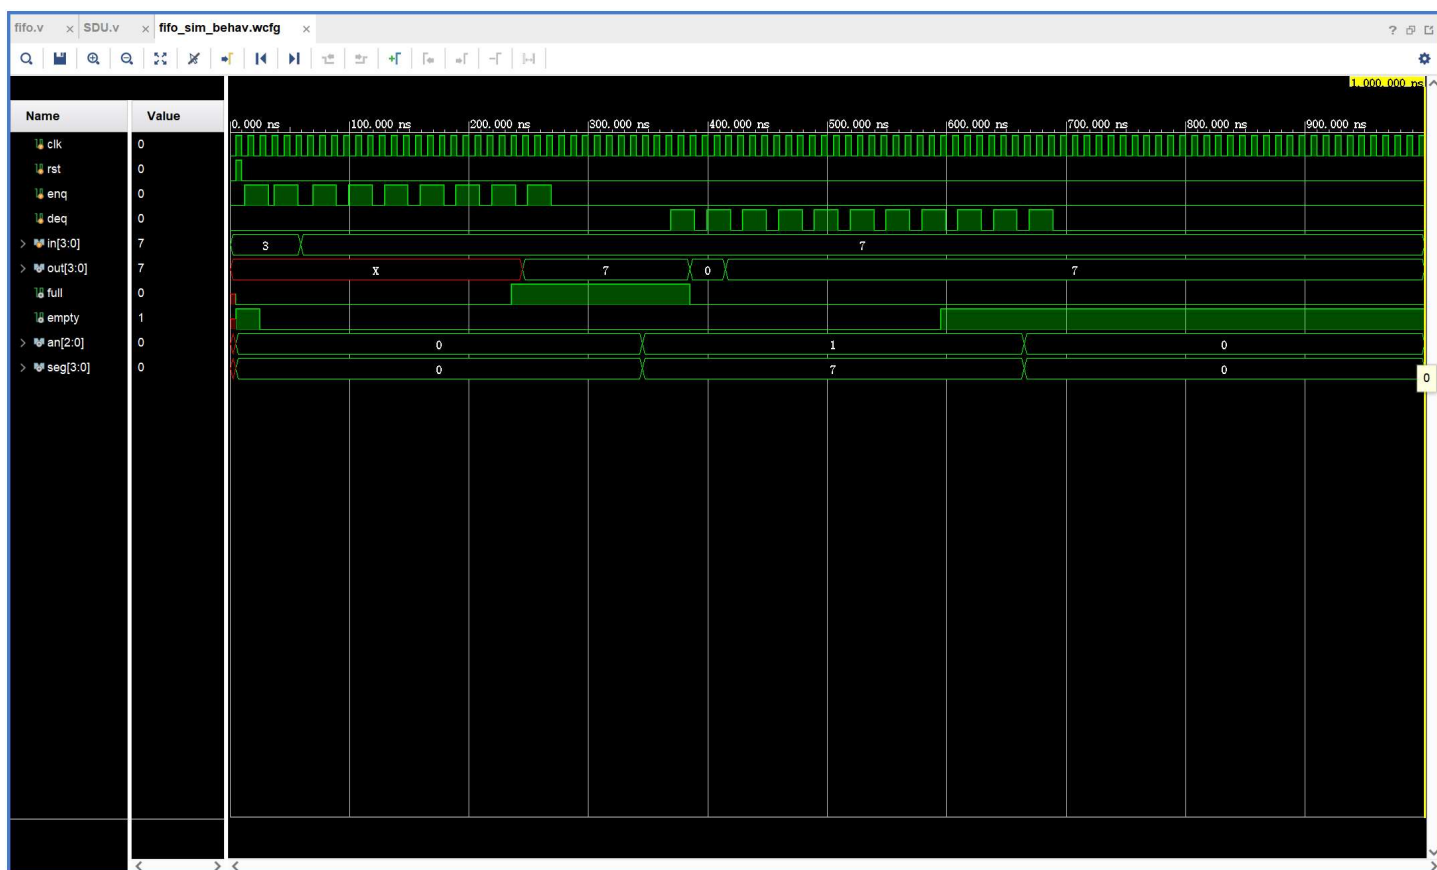 fifo.v × SDU.v × fifo_sim_behav.wcfg × ?
1,000.000 ns
Name Value
0.000 ns 100.000 ns 200.000 ns 300.000 ns 400.000 ns 500.000 ns 600.000 ns 700.000 ns 800.000 ns 900.000 ns
clk 0
rst 0
enq 0
deq 0
in[3:0] 7 3 7
out[3:0] 7 X 7 0 7
full 0
empty 1
an[2:0] 0 0 1 0
seg[3:0] 0 0 7 0
0